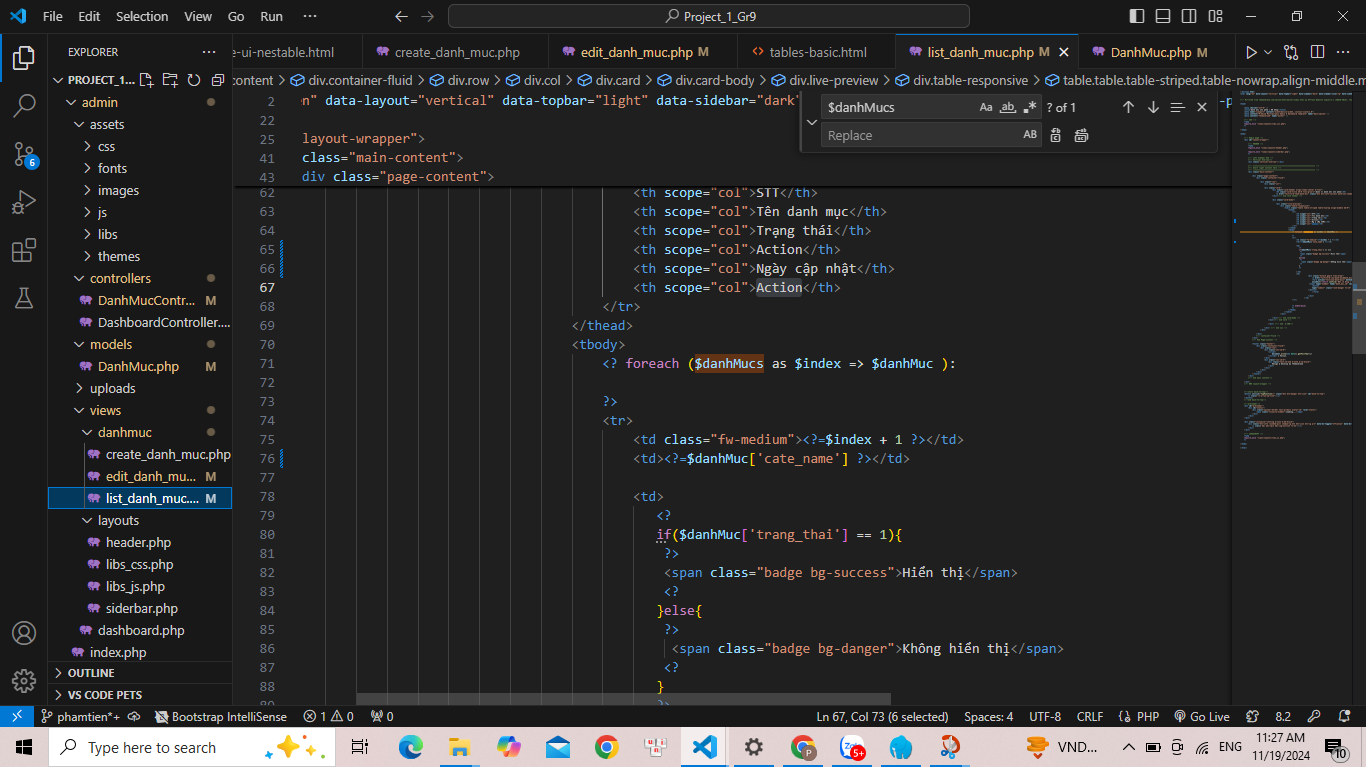 File Edit Selection View Go Run ··· Project_1_Gr9
EXPLORER ···
PROJECT_1...
admin
assets
css
fonts
images
js
libs
themes
controllers
DanhMucContr... M
DashboardController....
models
DanhMuc.php M
uploads
views
danhmuc
create_danh_muc.php
edit_danh_mu... M
list_danh_muc.... M
layouts
header.php
libs_css.php
libs_js.php
siderbar.php
dashboard.php
index.php
OUTLINE
VS CODE PETS
6
e-ui-nestable.html create_danh_muc.php edit_danh_muc.php M tables-basic.html list_danh_muc.php M DanhMuc.php M
content > div.container-fluid > div.row > div.col > div.card > div.card-body > div.live-preview > div.table-responsive > table.table.table-striped.table-nowrap.align-middle.m
$danhMucs Aa ab .* ? of 1
Replace AB
2 en" data-layout="vertical" data-topbar="light" data-sidebar="dark"
22
25 layout-wrapper">
41 class="main-content">
43 div class="page-content">
62 <th scope="col">STT</th>
63 <th scope="col">Tên danh mục</th>
64 <th scope="col">Trạng thái</th>
65 <th scope="col">Action</th>
66 <th scope="col">Ngày cập nhật</th>
67 <th scope="col">Action</th>
68 </tr>
69 </thead>
70 <tbody>
71 <? foreach ($danhMucs as $index => $danhMuc ):
72
73 ?>
74 <tr>
75 <td class="fw-medium"><?=$index + 1 ?></td>
76 <td><?=$danhMuc['cate_name'] ?></td>
77
78 <td>
79 <?
80 if($danhMuc['trang_thai'] == 1){
81 ?>
82 <span class="badge bg-success">Hiển thị</span>
83 <?
84 }else{
85 ?>
86 <span class="badge bg-danger">Không hiển thị</span>
87 <?
88 }
phamtien*+ Bootstrap IntelliSense 1 0 0 Ln 67, Col 73 (6 selected) Spaces: 4 UTF-8 CRLF PHP Go Live 8.2
Type here to search VND... ENG 11:27 AM
11/19/2024 10
5+